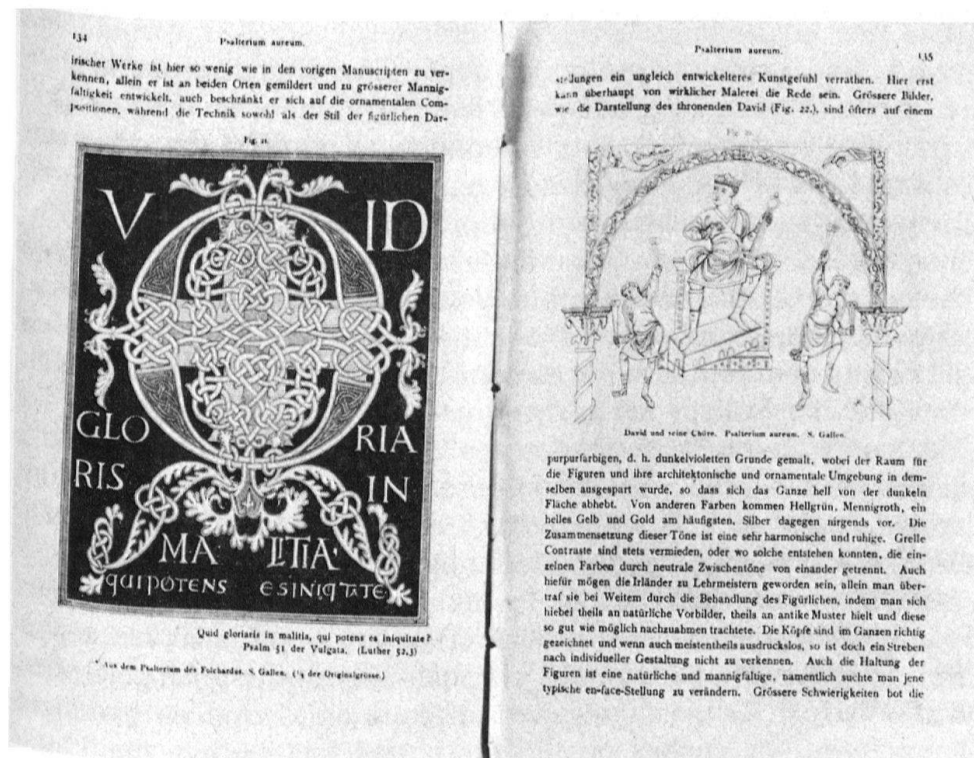 134
Psalterium aureum.
irischer Werke ist hier so wenig wie in den vorigen Manuscripten zu ver-
kennen, allein er ist an beiden Orten gemildert und zu grösserer Mannig-
faltigkeit entwickelt, auch beschränkt er sich auf die ornamentalen Com-
positionen, während die Technik sowohl als der Stil der figürlichen Dar-
Fig. 21.
V ID
GLO RIA
RIS IN
MA LITIA·
QUI POTENS ES INIQ TATE
Quid gloriaris in malitia, qui potens es iniquitate?
Psalm 51 der Vulgata. (Luther 52,3)
Aus dem Psalterium des Folchardus. S. Gallen. (¼ der Originalgrösse.)
Psalterium aureum.
135
stellungen ein ungleich entwickelteres Kunstgefühl verrathen. Hier erst
kann überhaupt von wirklicher Malerei die Rede sein. Grössere Bilder,
wie die Darstellung des thronenden David (Fig. 22.), sind öfters auf einem
Fig. 22.
David und seine Chöre. Psalterium aureum. S. Gallen.
purpurfarbigen, d. h. dunkelvioletten Grunde gemalt, wobei der Raum für
die Figuren und ihre architektonische und ornamentale Umgebung in dem-
selben ausgespart wurde, so dass sich das Ganze hell von der dunkeln
Fläche abhebt. Von anderen Farben kommen Hellgrün, Mennigroth, ein
helles Gelb und Gold am häufigsten, Silber dagegen nirgends vor. Die
Zusammensetzung dieser Töne ist eine sehr harmonische und ruhige. Grelle
Contraste sind stets vermieden, oder wo solche entstehen konnten, die ein-
zelnen Farben durch neutrale Zwischentöne von einander getrennt. Auch
hiefür mögen die Irländer zu Lehrmeistern geworden sein, allein man über-
traf sie bei Weitem durch die Behandlung des Figürlichen, indem man sich
hiebei theils an natürliche Vorbilder, theils an antike Muster hielt und diese
so gut wie möglich nachzuahmen trachtete. Die Köpfe sind im Ganzen richtig
gezeichnet und wenn auch meistentheils ausdruckslos, so ist doch ein Streben
nach individueller Gestaltung nicht zu verkennen. Auch die Haltung der
Figuren ist eine natürliche und mannigfaltige, namentlich suchte man jene
typische en-face-Stellung zu verändern. Grössere Schwierigkeiten bot die